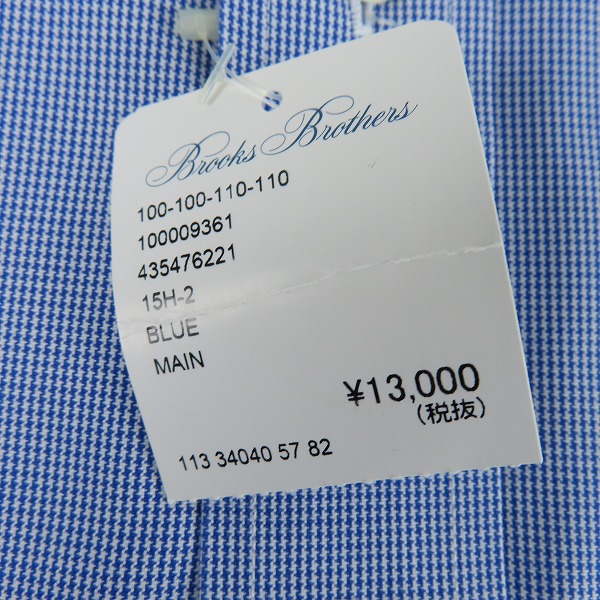 Brooks Brothers
100-100-110-110
100009361
435476221
15H-2
BLUE
MAIN
¥13,000
(税抜)
113 34040 57 82